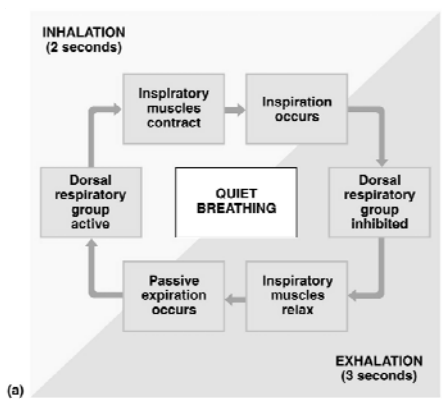 INHALATION
(2 seconds)
Inspiratory
muscles
contract
Inspiration
occurs
Dorsal
respiratory
group
active
QUIET
BREATHING
Dorsal
respiratory
group
inhibited
Passive
expiration
occurs
Inspiratory
muscles
relax
EXHALATION
(3 seconds)
(a)